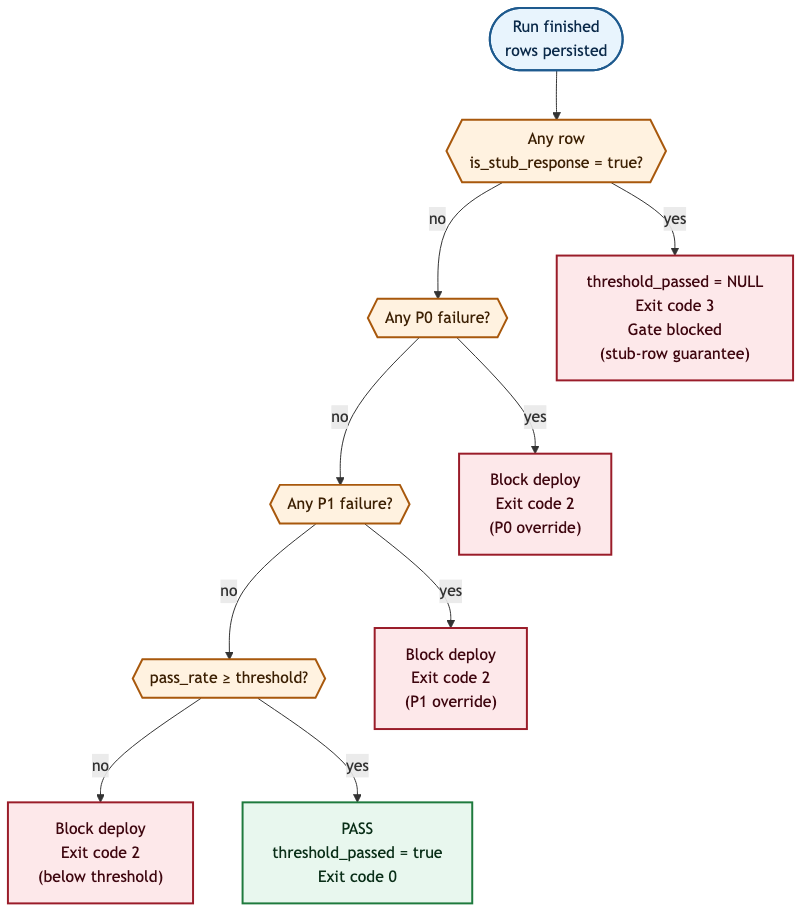 Run finished
rows persisted
Any row
is_stub_response = true?
no
yes
threshold_passed = NULL
Exit code 3
Gate blocked
(stub-row guarantee)
Any P0 failure?
no
yes
Block deploy
Exit code 2
(P0 override)
Any P1 failure?
no
yes
Block deploy
Exit code 2
(P1 override)
pass_rate ≥ threshold?
no
yes
Block deploy
Exit code 2
(below threshold)
PASS
threshold_passed = true
Exit code 0